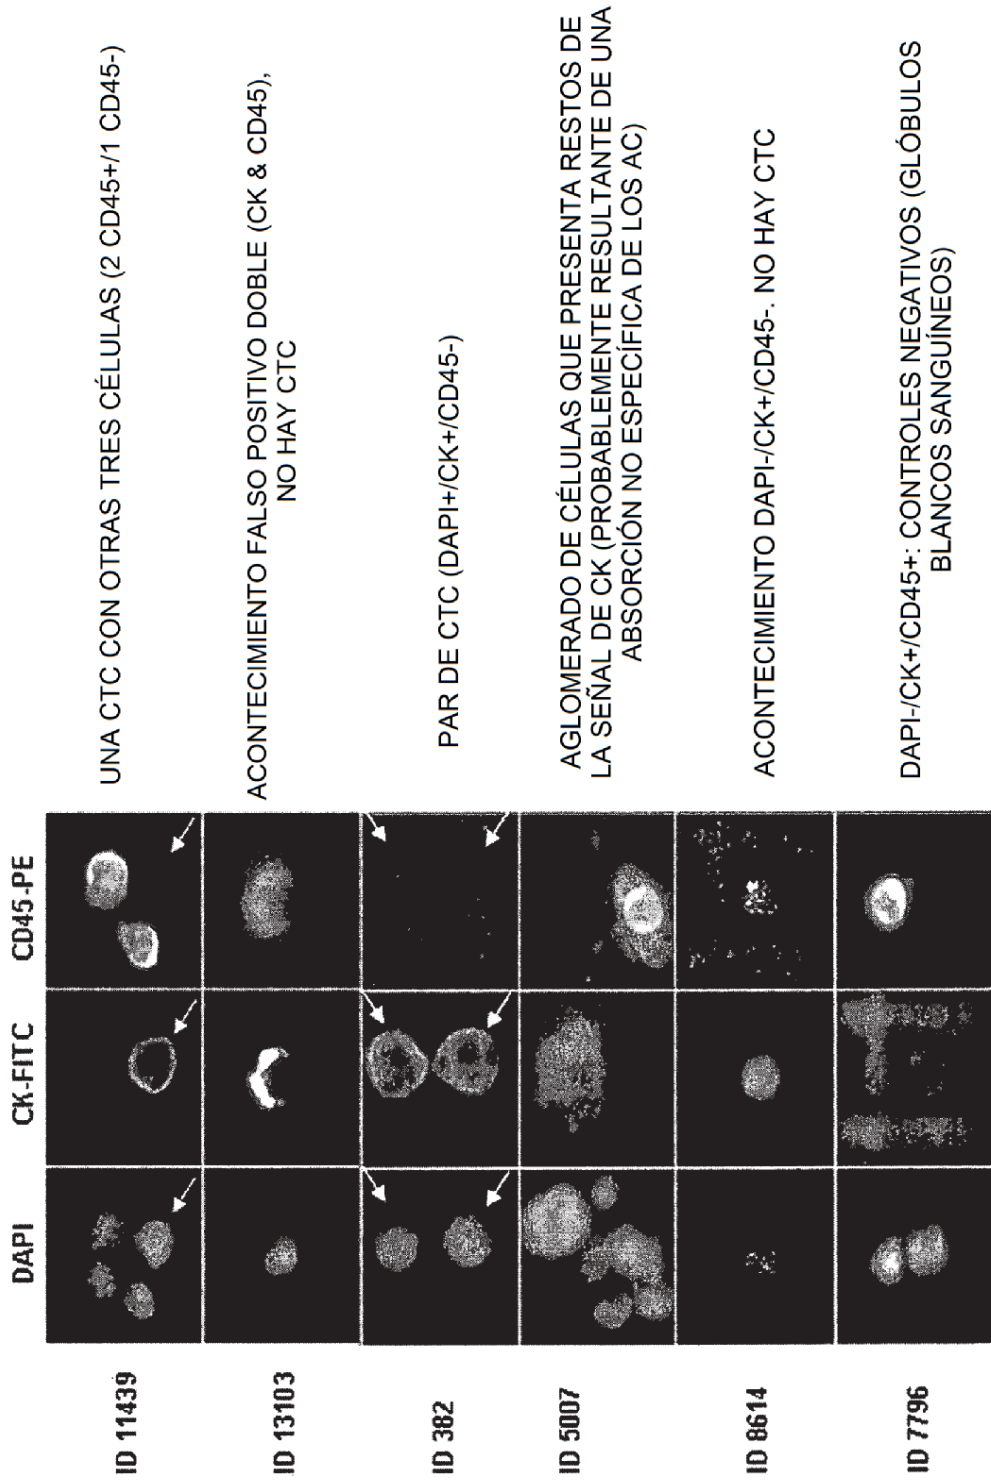 DAPI CK-FITC CD45-PE
ID 11439
UNA CTC CON OTRAS TRES CÉLULAS (2 CD45+/1 CD45-)
ID 13103
ACONTECIMIENTO FALSO POSITIVO DOBLE (CK & CD45),
NO HAY CTC
ID 382
PAR DE CTC (DAPI+/CK+/CD45-)
ID 5007
AGLOMERADO DE CÉLULAS QUE PRESENTA RESTOS DE
LA SEÑAL DE CK (PROBABLEMENTE RESULTANTE DE UNA
ABSORCIÓN NO ESPECÍFICA DE LOS AC)
ID 8614
ACONTECIMIENTO DAPI-/CK+/CD45-. NO HAY CTC
ID 7796
DAPI-/CK+/CD45+: CONTROLES NEGATIVOS (GLÓBULOS
BLANCOS SANGUÍNEOS)